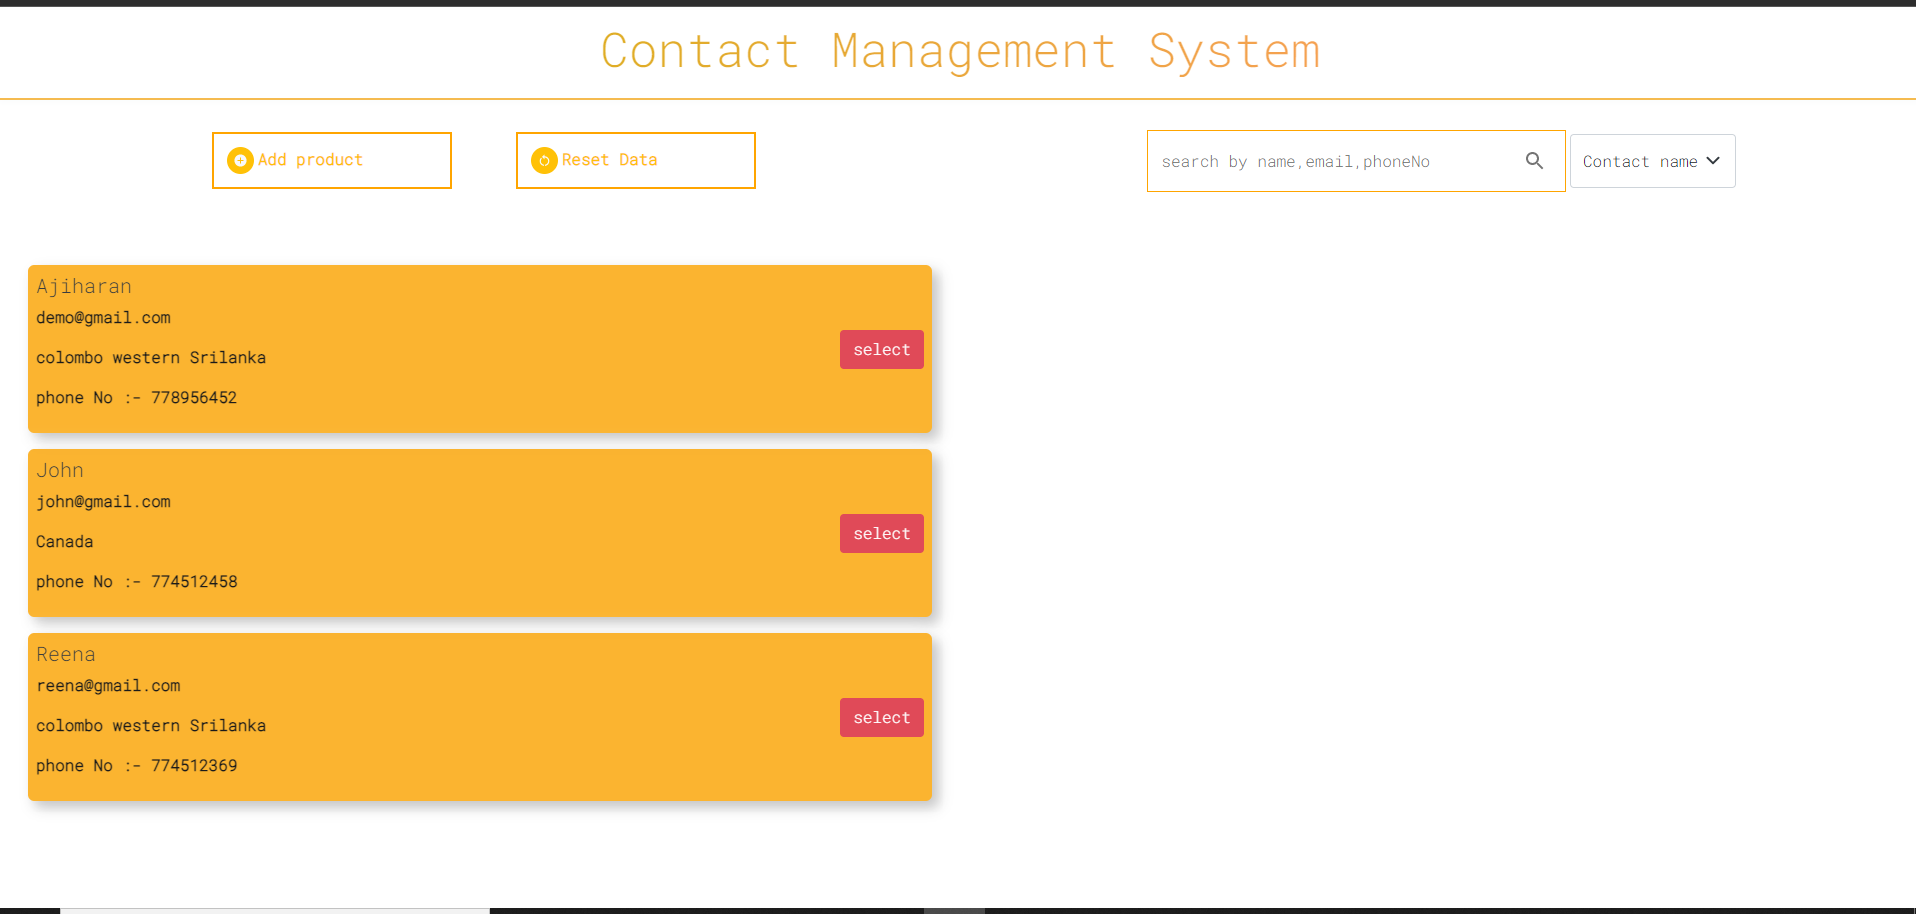 Contact Management System
Add product
Reset Data
search by name,email,phoneNo
Contact name
Ajiharan
demo@gmail.com
colombo western Srilanka
phone No :- 778956452
select
John
john@gmail.com
Canada
phone No :- 774512458
select
Reena
reena@gmail.com
colombo western Srilanka
phone No :- 774512369
select